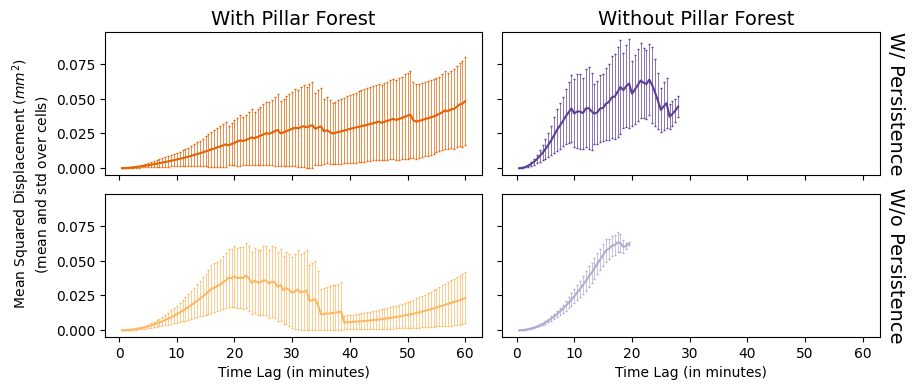 With Pillar Forest
Without Pillar Forest
Mean Squared Displacement (mm²)
(mean and std over cells)
0.075
0.050
0.025
0.000
W/ Persistence
0.075
0.050
0.025
0.000
W/o Persistence
0 10 20 30 40 50 60
0 10 20 30 40 50 60
Time Lag (in minutes)
Time Lag (in minutes)